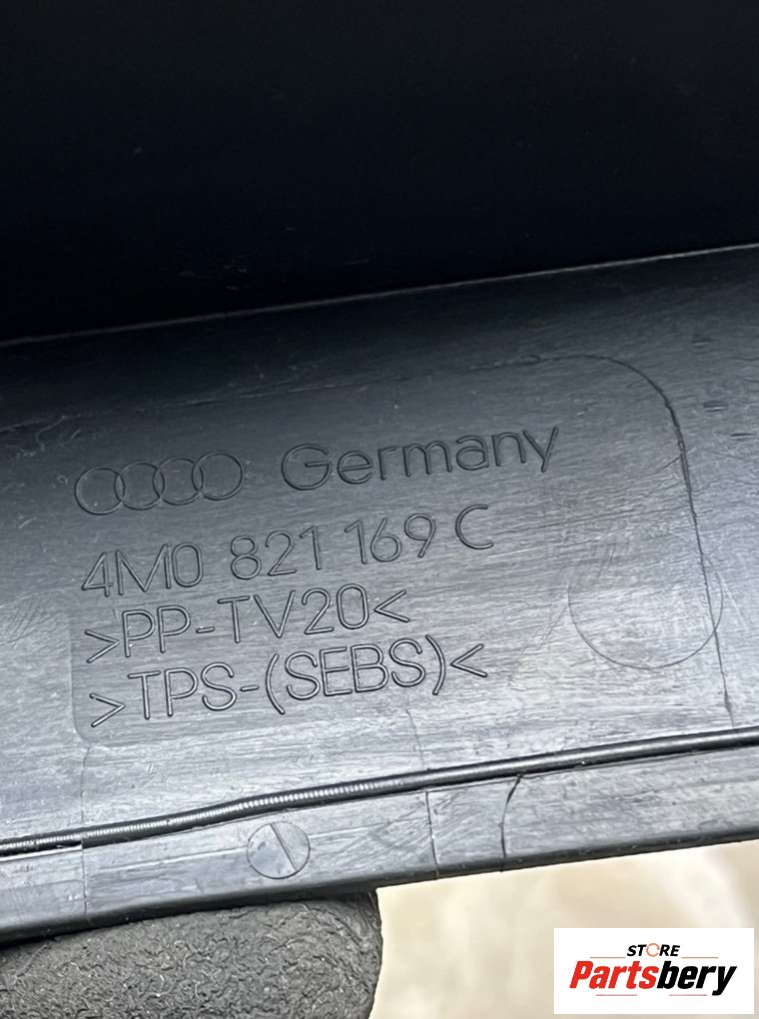 Germany
4M0 821 169 C
>PP-TV20<
>TPS-(SEBS)<
STORE
Partsbery